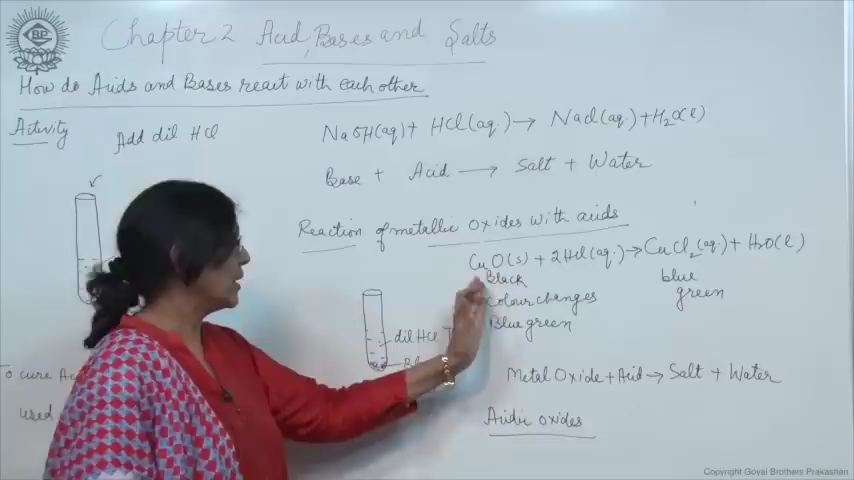 GBP
Chapter 2 Acid, Bases and Salts
How do Acids and Bases react with each other
Activity
Add dil HCl
NaOH(aq) + HCl(aq.) → NaCl(aq.) + H2O(l)
Base + Acid → Salt + Water
Reaction of metallic oxides with acids
CuO(s) + 2HCl(aq.) → CuCl2(aq.) + H2O(l)
Black
blue
green
colour changes
Blue green
dil HCl
Metal Oxide + Acid → Salt + Water
To cure
used
Acidic oxides
Copyright Goyal Brothers Prakashan